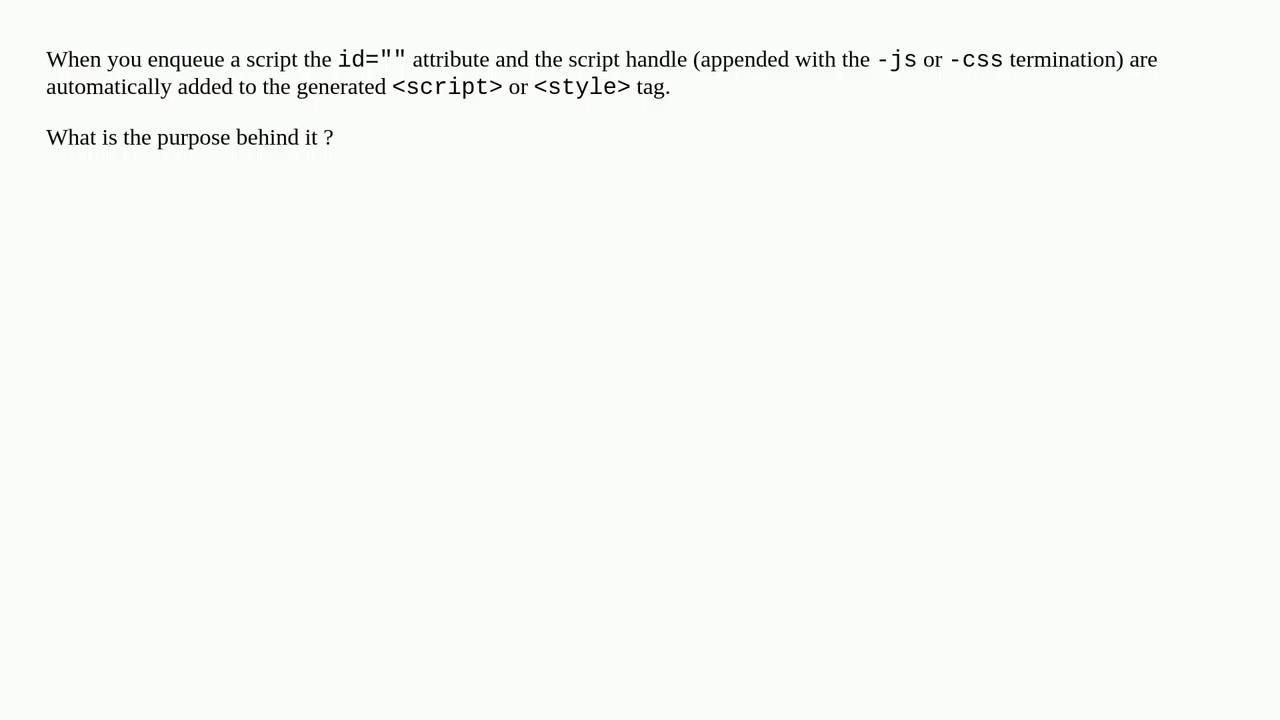 When you enqueue a script the id="" attribute and the script handle (appended with the -js or -css termination) are
automatically added to the generated <script> or <style> tag.
What is the purpose behind it ?